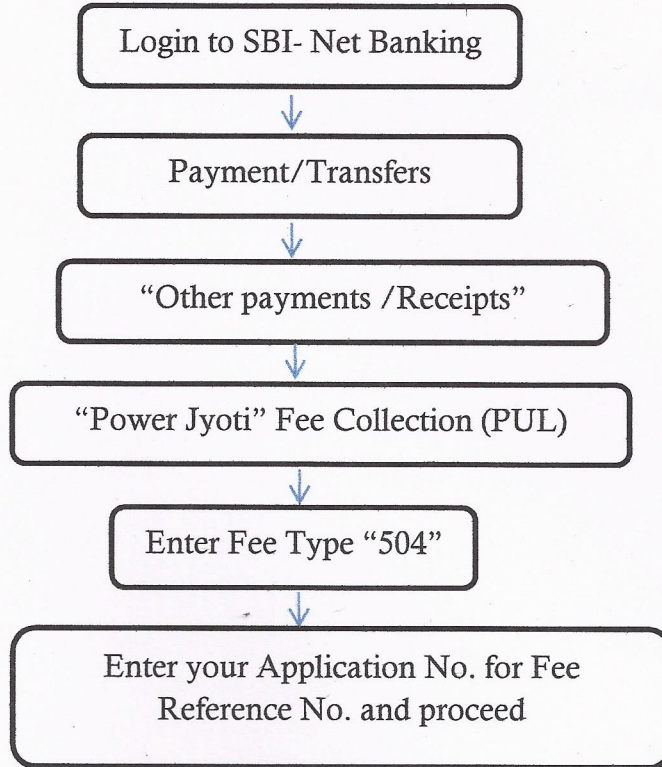 Login to SBI- Net Banking
Payment/Transfers
“Other payments /Receipts”
“Power Jyoti” Fee Collection (PUL)
Enter Fee Type “504”
Enter your Application No. for Fee
Reference No. and proceed